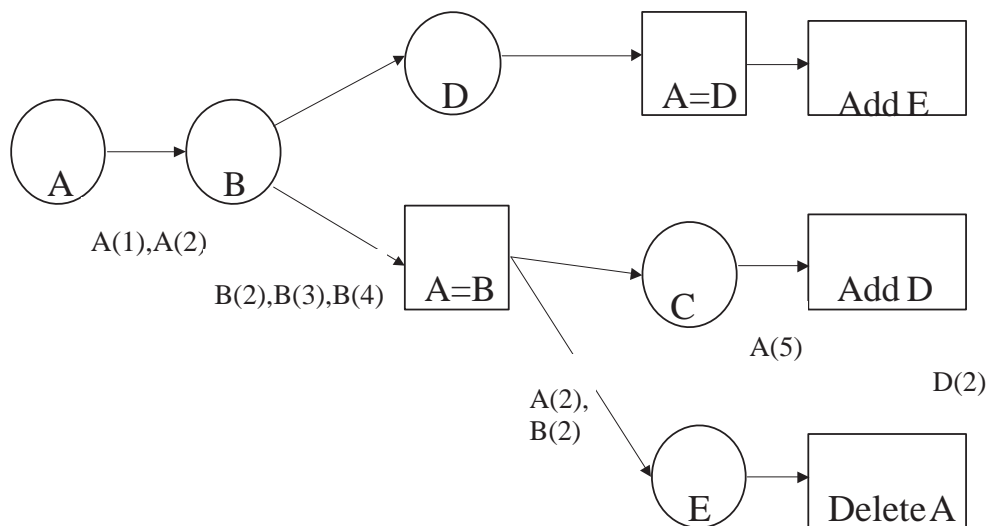 D
A=D
Add E
A
B
A(1),A(2)
B(2),B(3),B(4)
A=B
C
Add D
A(5)
D(2)
A(2),
B(2)
E
Delete A